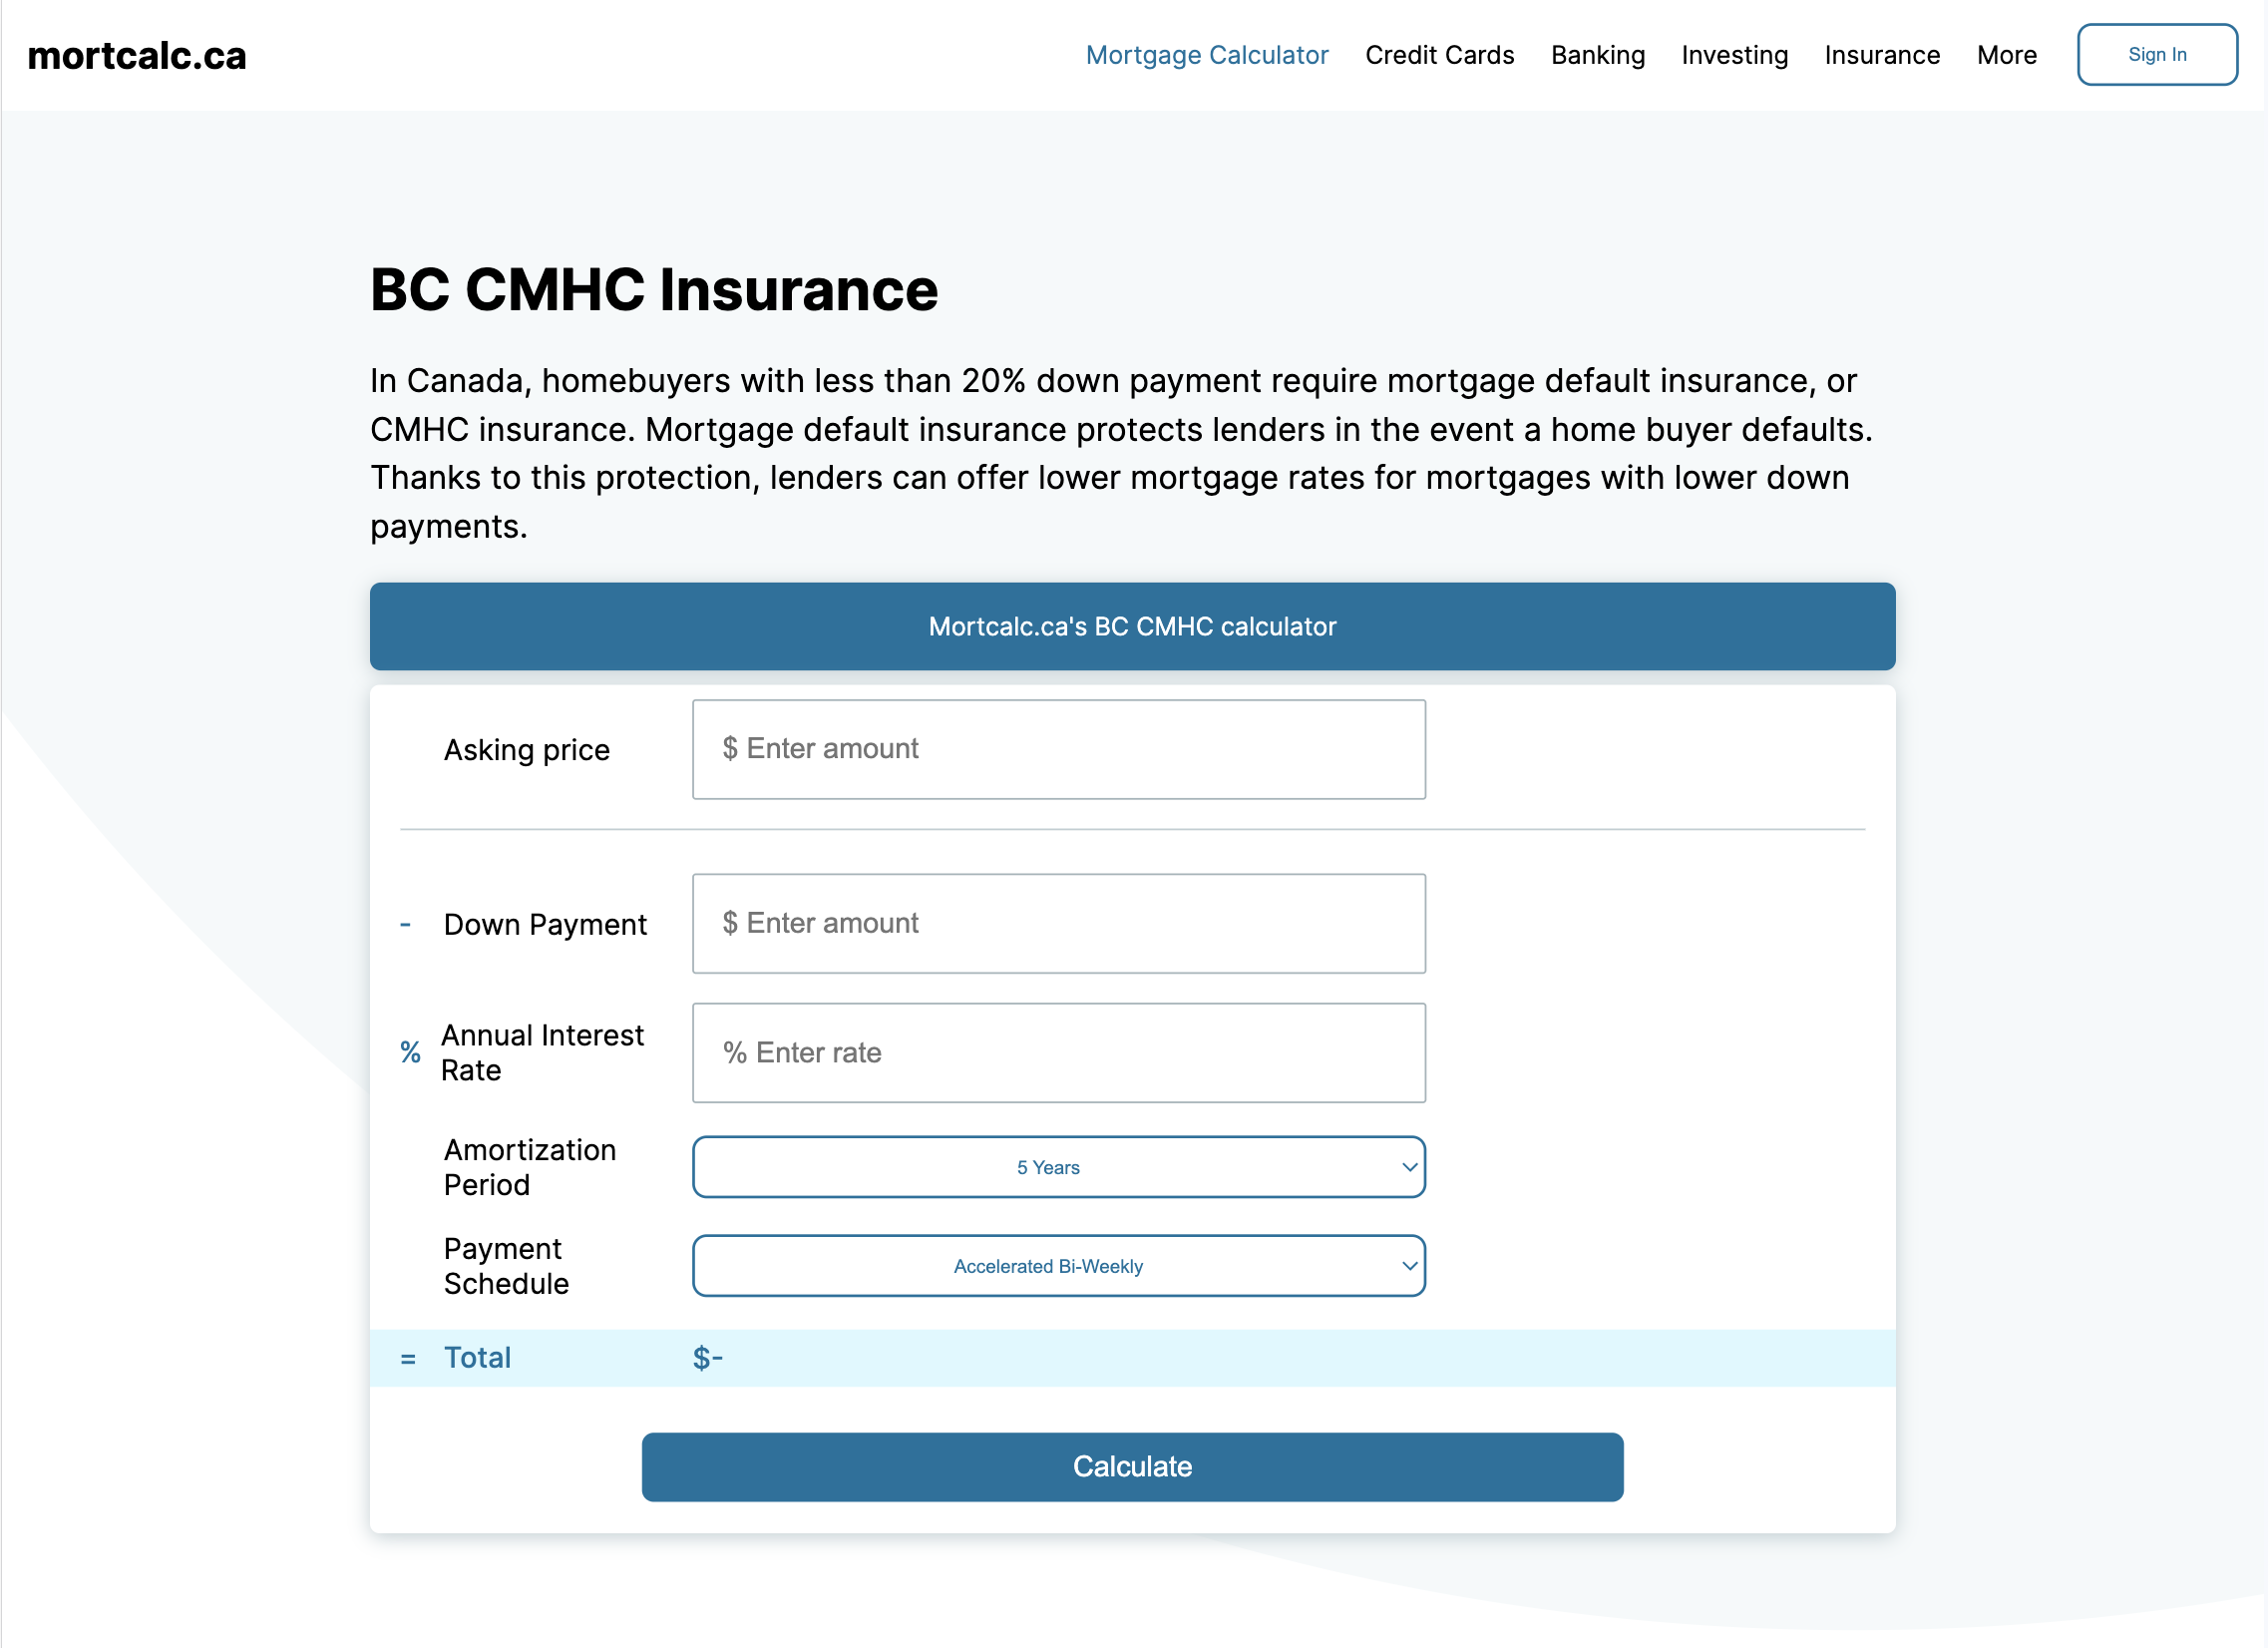 mortcalc.ca
Mortgage Calculator Credit Cards Banking Investing Insurance More Sign In
BC CMHC Insurance
In Canada, homebuyers with less than 20% down payment require mortgage default insurance, or
CMHC insurance. Mortgage default insurance protects lenders in the event a home buyer defaults.
Thanks to this protection, lenders can offer lower mortgage rates for mortgages with lower down
payments.
Mortcalc.ca's BC CMHC calculator
Asking price $ Enter amount
- Down Payment $ Enter amount
% Annual Interest
Rate
% Enter rate
Amortization
Period
5 Years
Payment
Schedule
Accelerated Bi-Weekly
= Total $-
Calculate